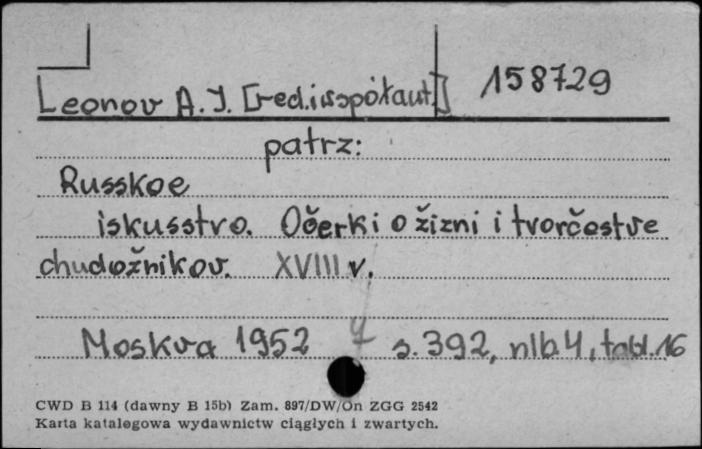 Leonov A. J. [red.i współaut.] 158729
patrz:
Russkoe
iskusstvo. Očerki o žizni i tvorčestve
chudožnikov. XVIII v.
Moskva 1952 4 s. 392, nlb 4, tabl. 16
CWD B 114 (dawny B 15b) Zam. 897/DW/On ZGG 2542
Karta katalogowa wydawnictw ciągłych i zwartych.